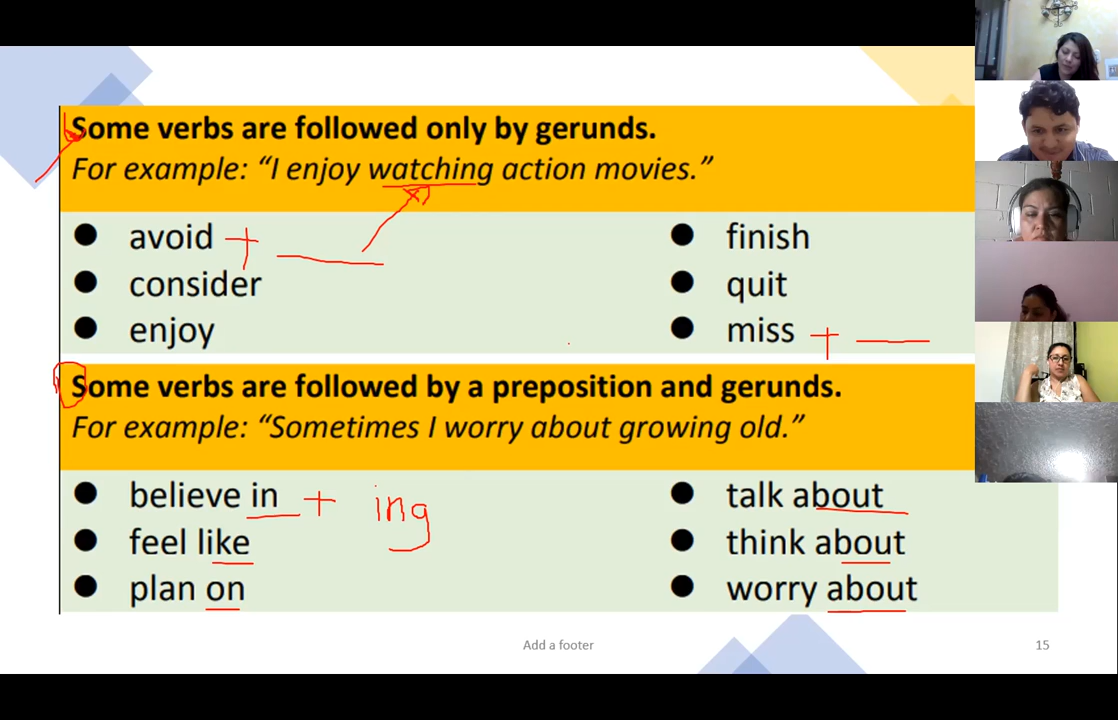 Some verbs are followed only by gerunds.
For example: “I enjoy watching action movies.”
● avoid + ____
● consider
● enjoy
● finish
● quit
● miss + ____
Some verbs are followed by a preposition and gerunds.
For example: “Sometimes I worry about growing old.”
● believe in + ing
● feel like
● plan on
● talk about
● think about
● worry about
Add a footer
15